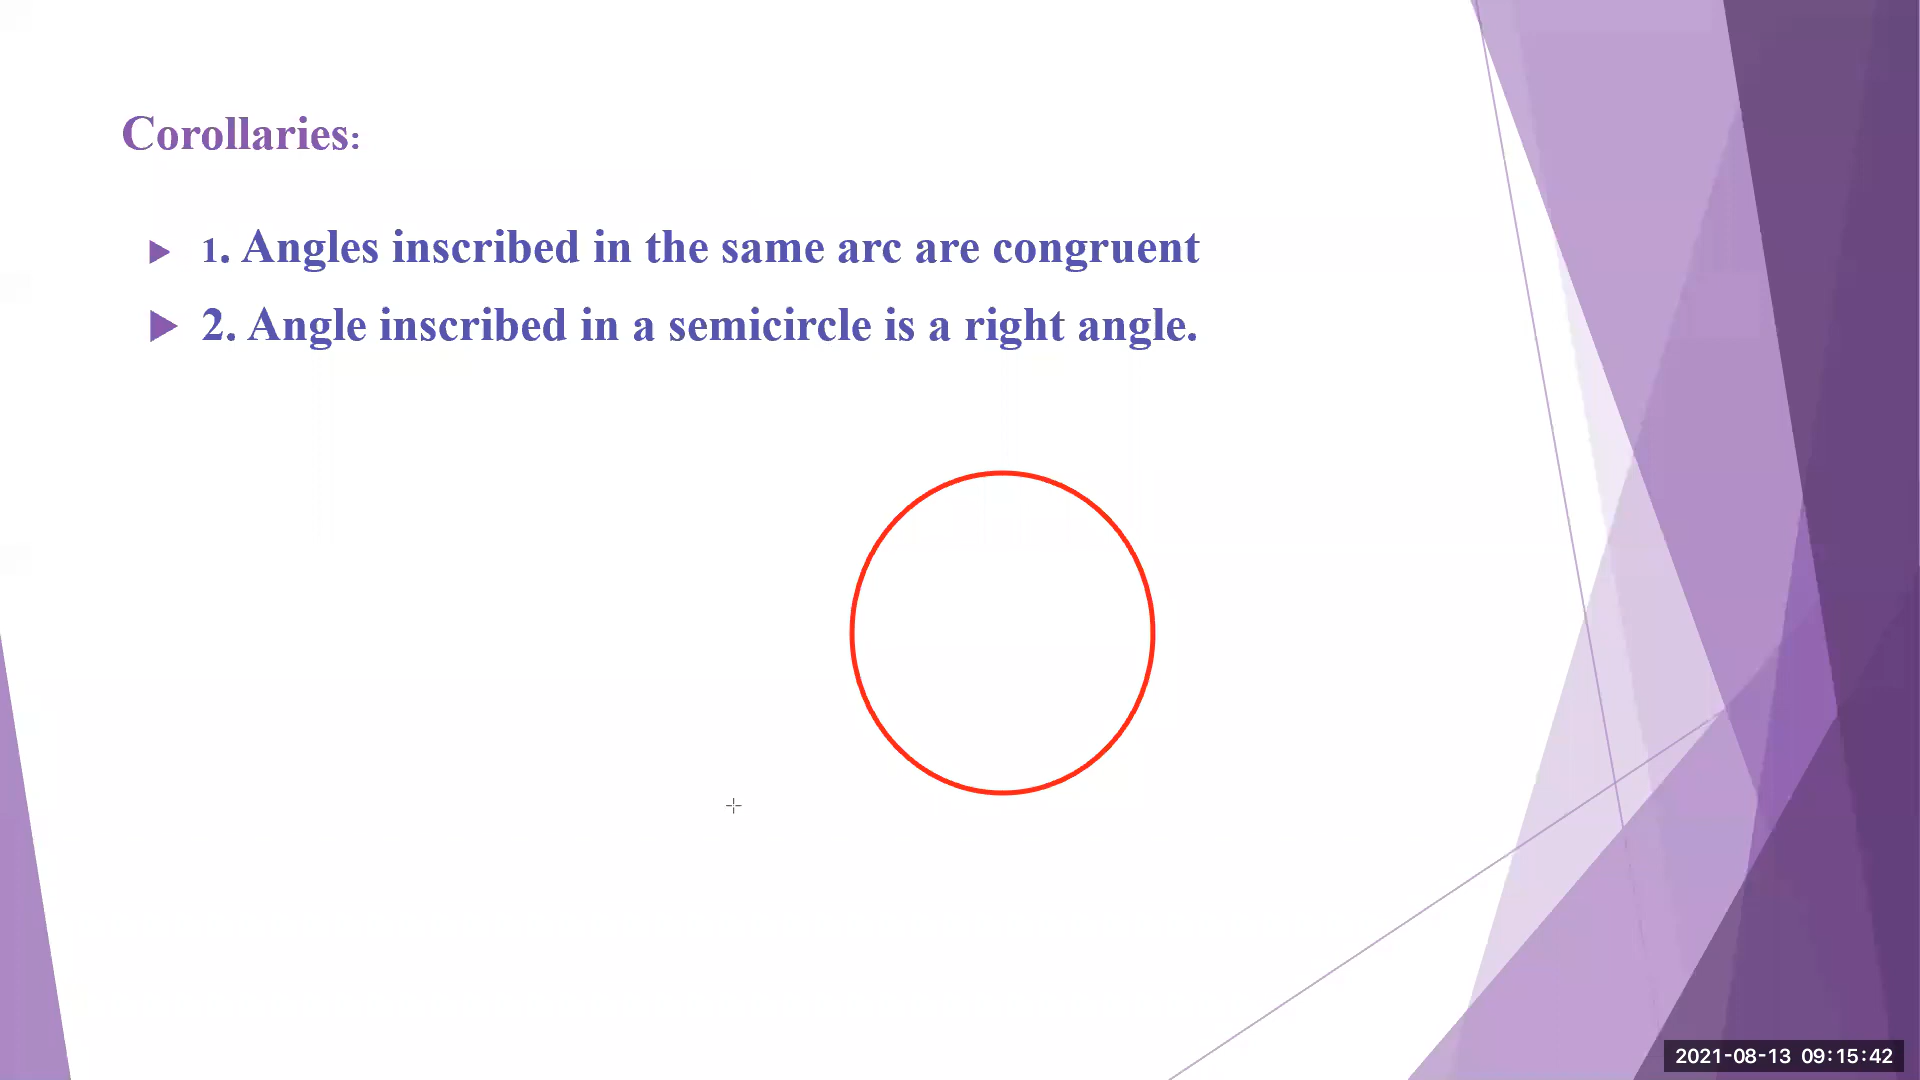 Corollaries:
1. Angles inscribed in the same arc are congruent
2. Angle inscribed in a semicircle is a right angle.
2021-08-13 09:15:42